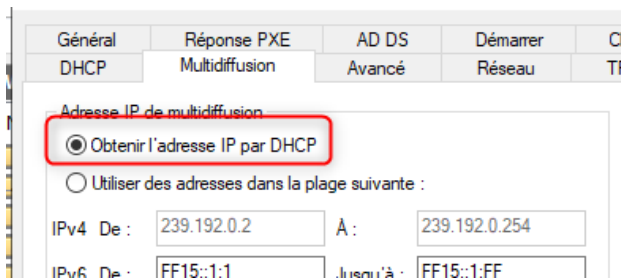 Général Réponse PXE AD DS Démarrer
DHCP Multidiffusion Avancé Réseau
Adresse IP de multidiffusion
Obtenir l'adresse IP par DHCP
Utiliser des adresses dans la plage suivante :
IPv4 De : 239.192.0.2 À : 239.192.0.254
IPv6 De : FF15::1:1 Jusqu'à : FF15::1:FF